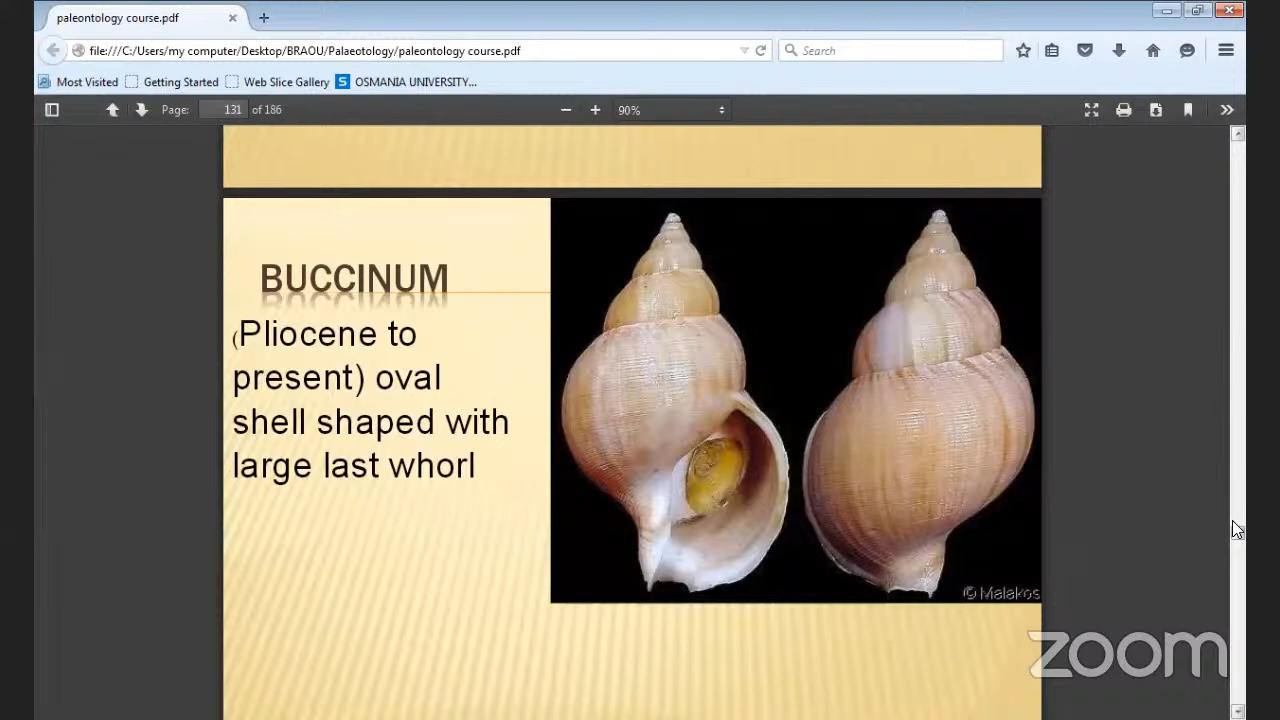 paleontology course.pdf
file:///C:/Users/my computer/Desktop/BRAOU/Palaeotology/paleontology course.pdf
Search
Most Visited Getting Started Web Slice Gallery S OSMANIA UNIVERSITY...
Page: 131 of 186
90%
BUCCINUM
(Pliocene to
present) oval
shell shaped with
large last whorl
© Malakos
zoom